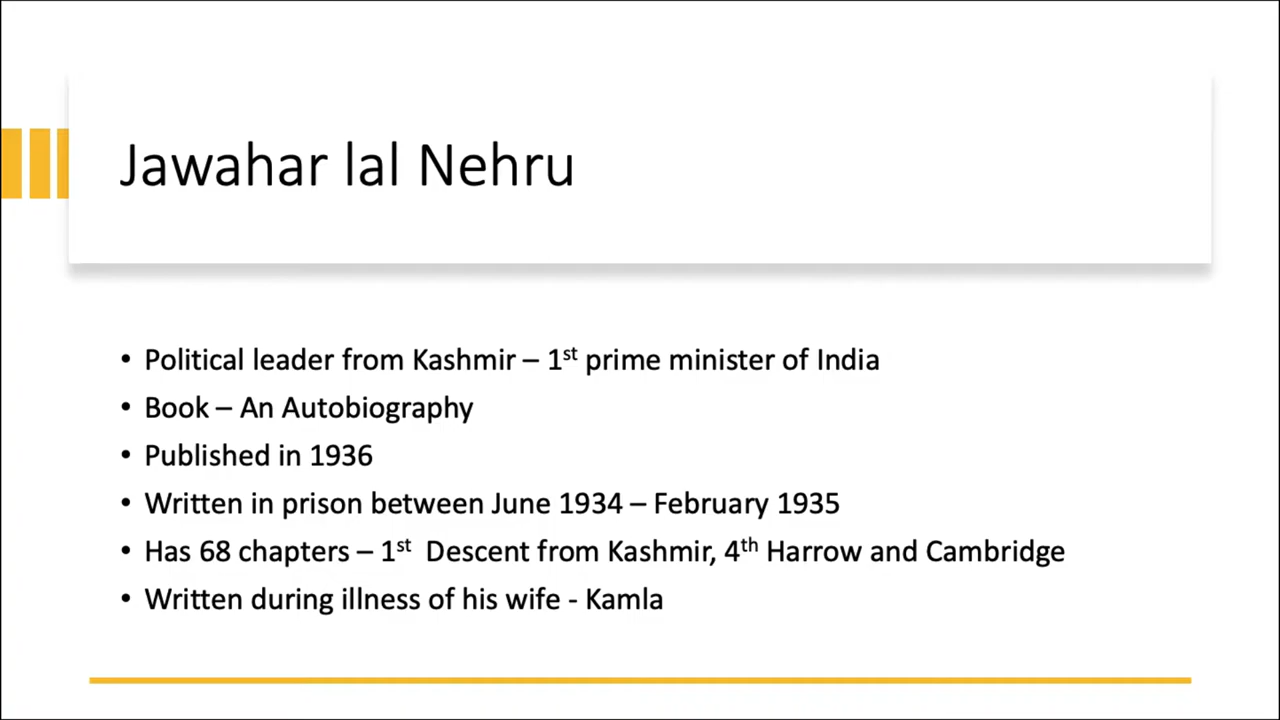 Jawahar lal Nehru
• Political leader from Kashmir – 1st prime minister of India
• Book – An Autobiography
• Published in 1936
• Written in prison between June 1934 – February 1935
• Has 68 chapters – 1st  Descent from Kashmir, 4th Harrow and Cambridge
• Written during illness of his wife - Kamla